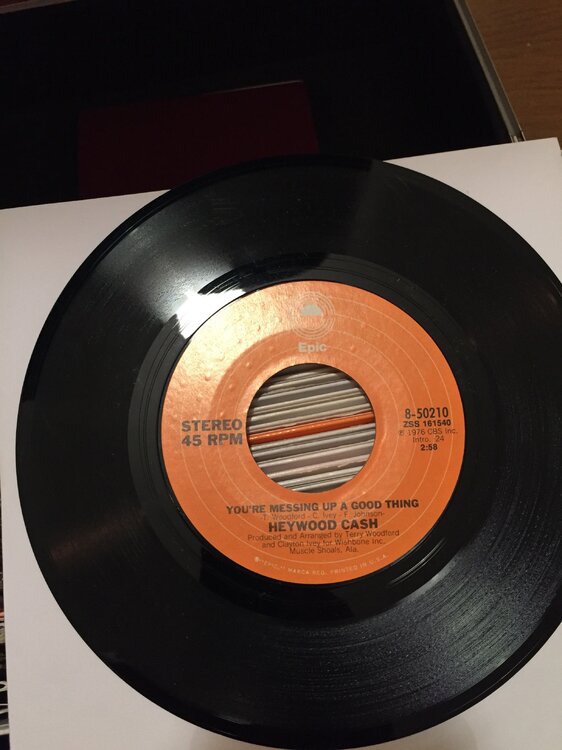 Epic
STEREO
45 RPM
8-50210
ZSS 161540
℗ 1976 CBS Inc.
Intro. 24
2:58
YOU'RE MESSING UP A GOOD THING
-T. Woodford - C. Ivey - F. Johnson-
HEYWOOD CASH
Produced and Arranged by Terry Woodford
and Clayton Ivey for Wishbone Inc.
Muscle Shoals, Ala.
® "EPIC," MARCA REG. PRINTED IN U.S.A.